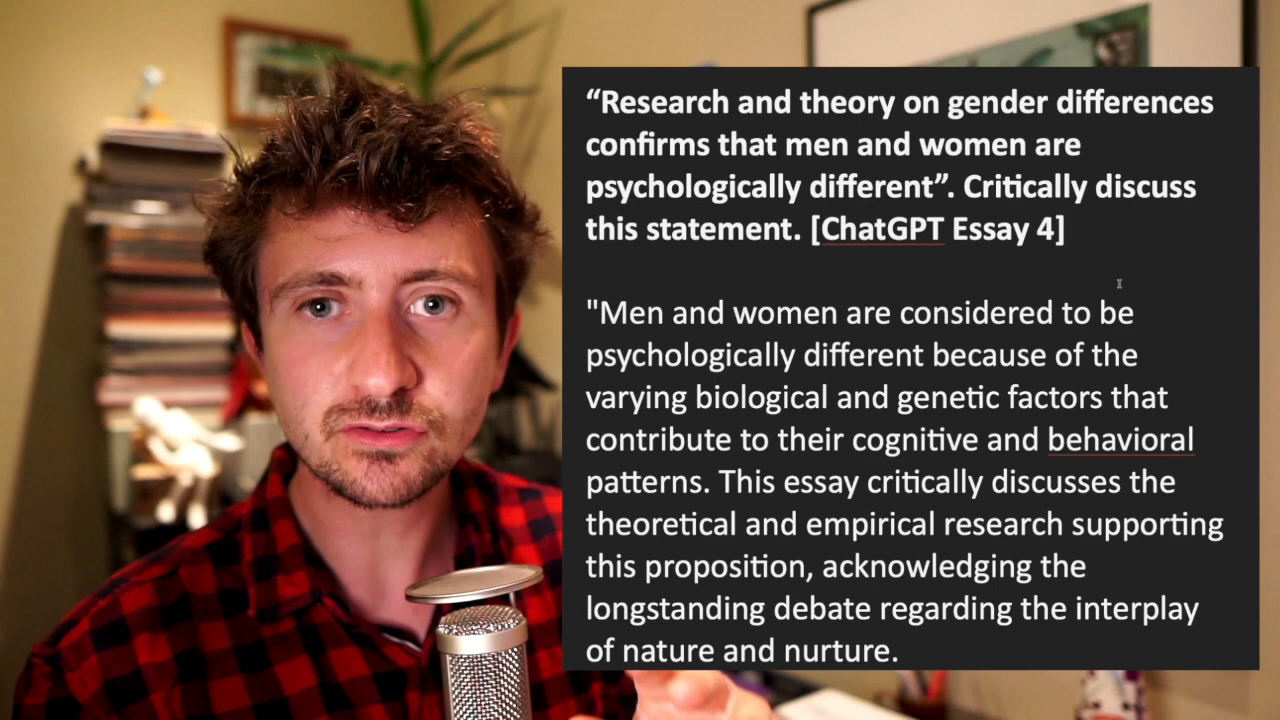 “Research and theory on gender differences
confirms that men and women are
psychologically different”. Critically discuss
this statement. [ChatGPT Essay 4]
"Men and women are considered to be
psychologically different because of the
varying biological and genetic factors that
contribute to their cognitive and behavioral
patterns. This essay critically discusses the
theoretical and empirical research supporting
this proposition, acknowledging the
longstanding debate regarding the interplay
of nature and nurture.